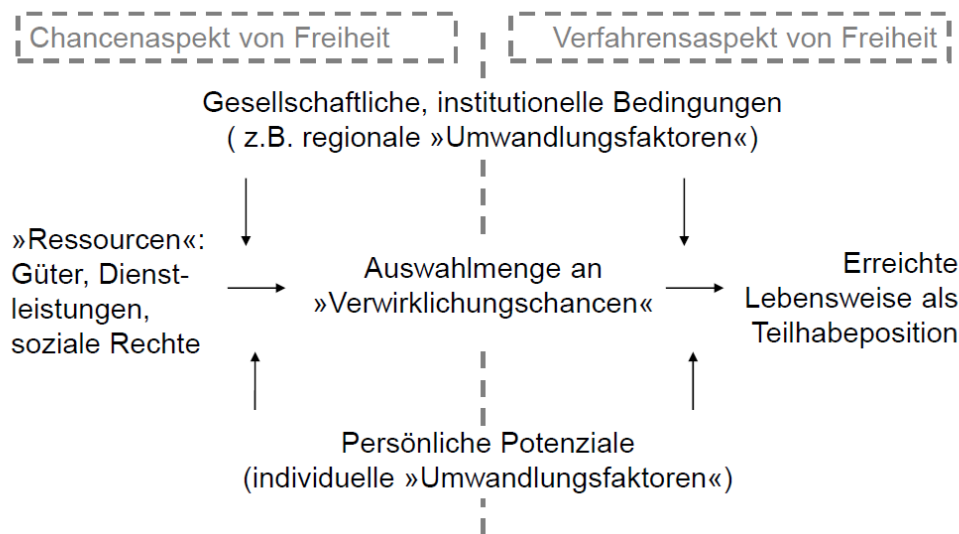 Chancenaspekt von Freiheit
Verfahrensaspekt von Freiheit
Gesellschaftliche, institutionelle Bedingungen
( z.B. regionale »Umwandlungsfaktoren«)
»Ressourcen«:
Güter, Dienst-
leistungen,
soziale Rechte
Auswahlmenge an
»Verwirklichungschancen“
Erreichte
Lebensweise als
Teilhabeposition
Persönliche Potenziale
(individuelle »Umwandlungsfaktoren«)